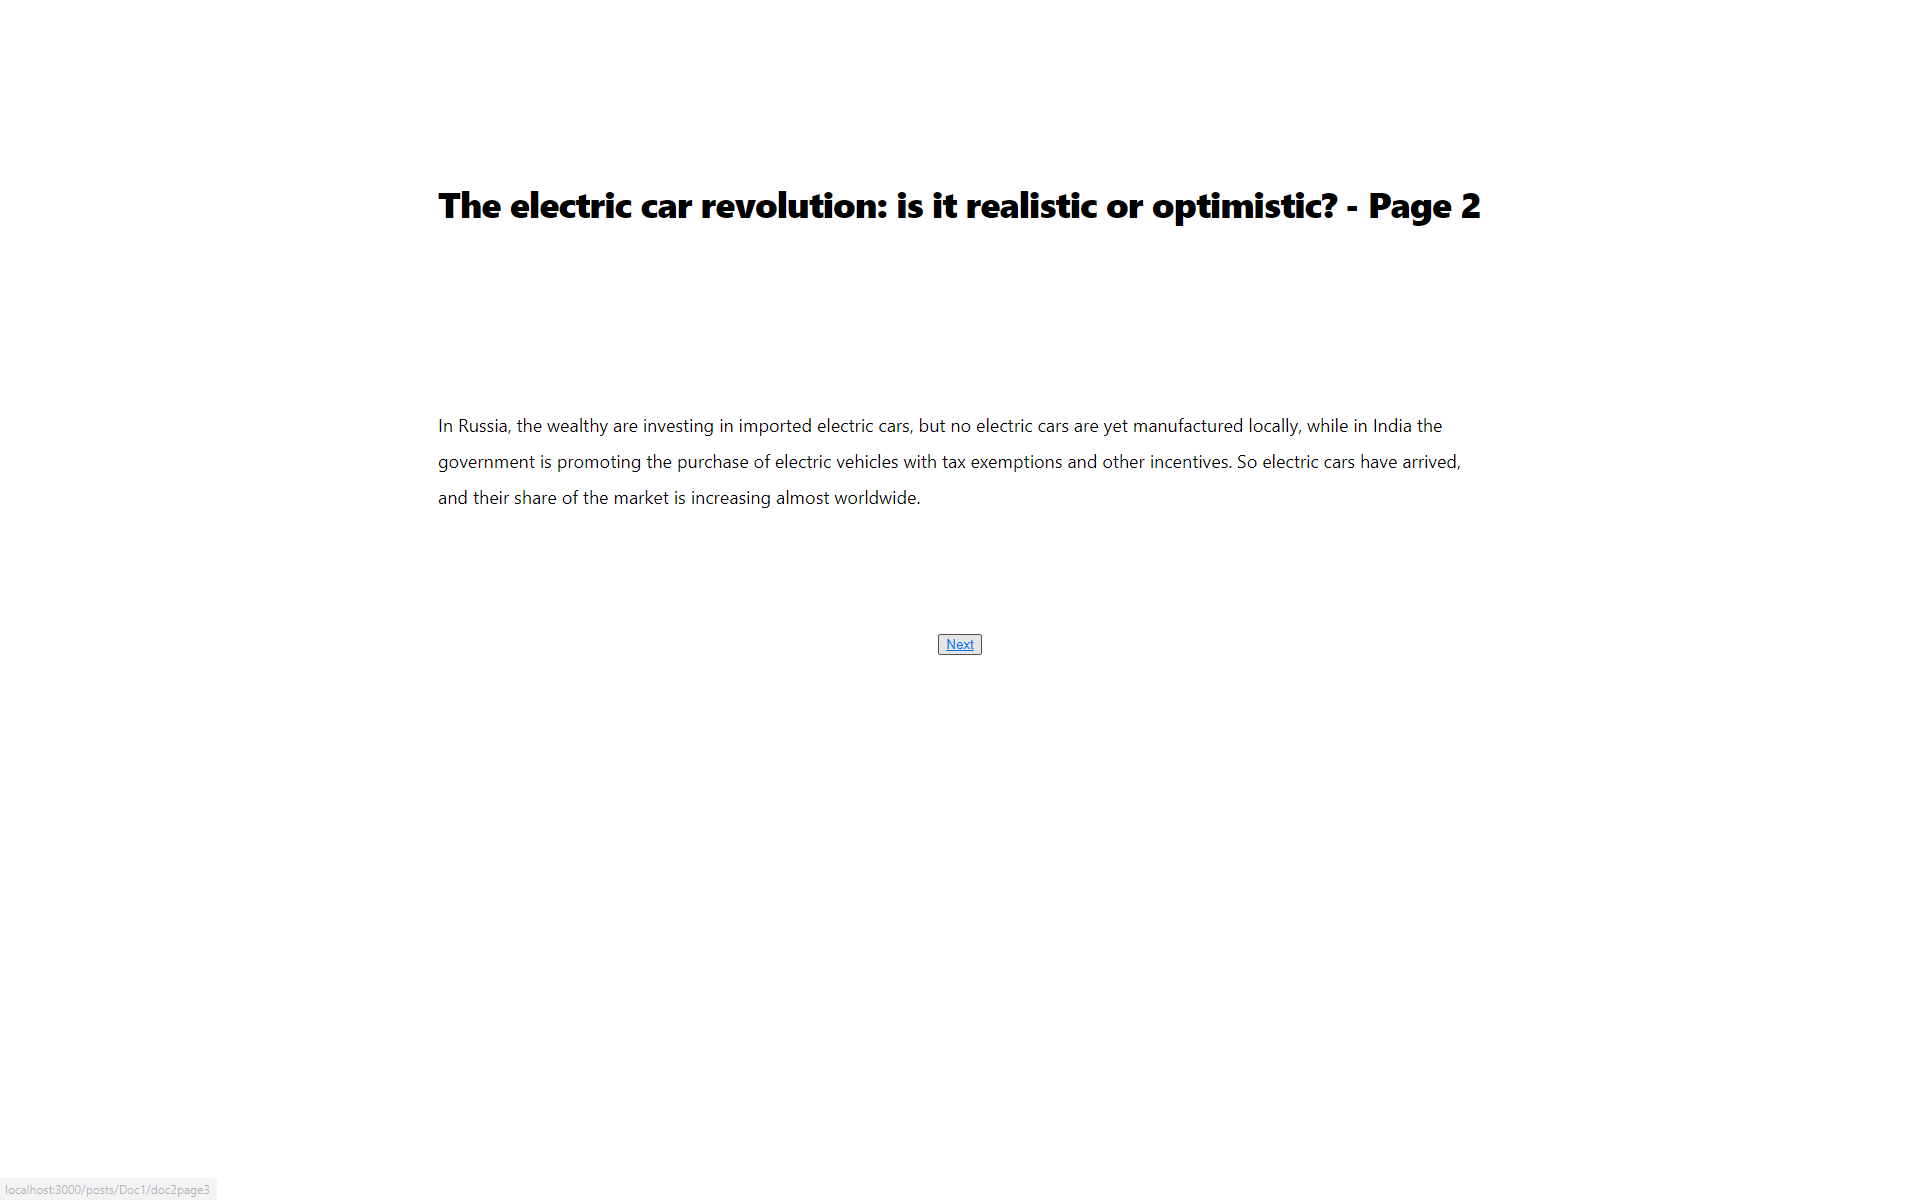 The electric car revolution: is it realistic or optimistic? - Page 2
In Russia, the wealthy are investing in imported electric cars, but no electric cars are yet manufactured locally, while in India the
government is promoting the purchase of electric vehicles with tax exemptions and other incentives. So electric cars have arrived,
and their share of the market is increasing almost worldwide.
Next
localhost:3000/posts/Doc1/doc2page3